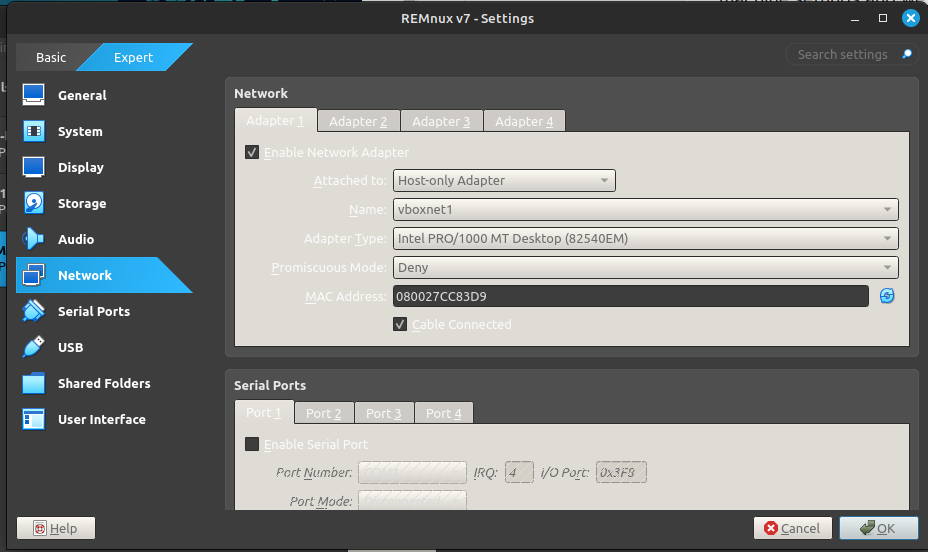 REMnux v7 - Settings
Basic
Expert
Search settings
General
System
Display
Storage
Audio
Network
Serial Ports
USB
Shared Folders
User Interface
Network
Adapter 1 Adapter 2 Adapter 3 Adapter 4
Enable Network Adapter
Attached to: Host-only Adapter
Name: vboxnet1
Adapter Type: Intel PRO/1000 MT Desktop (82540EM)
Promiscuous Mode: Deny
MAC Address: 080027CC83D9
Cable Connected
Serial Ports
Port 1 Port 2 Port 3 Port 4
Enable Serial Port
Port Number: IRQ: 4 I/O Port: 0x3F8
Port Mode:
Help
Cancel
OK